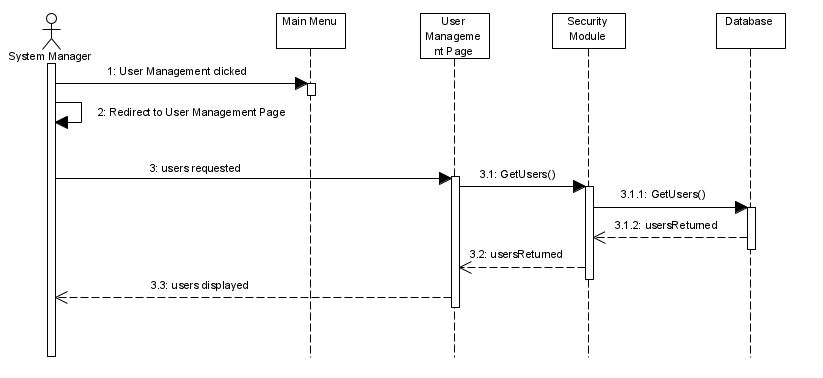 System Manager
Main Menu
User
Manageme
nt Page
Security
Module
Database
1: User Management clicked
2: Redirect to User Management Page
3: users requested
3.1: GetUsers()
3.1.1: GetUsers()
3.1.2: usersReturned
3.2: usersReturned
3.3: users displayed